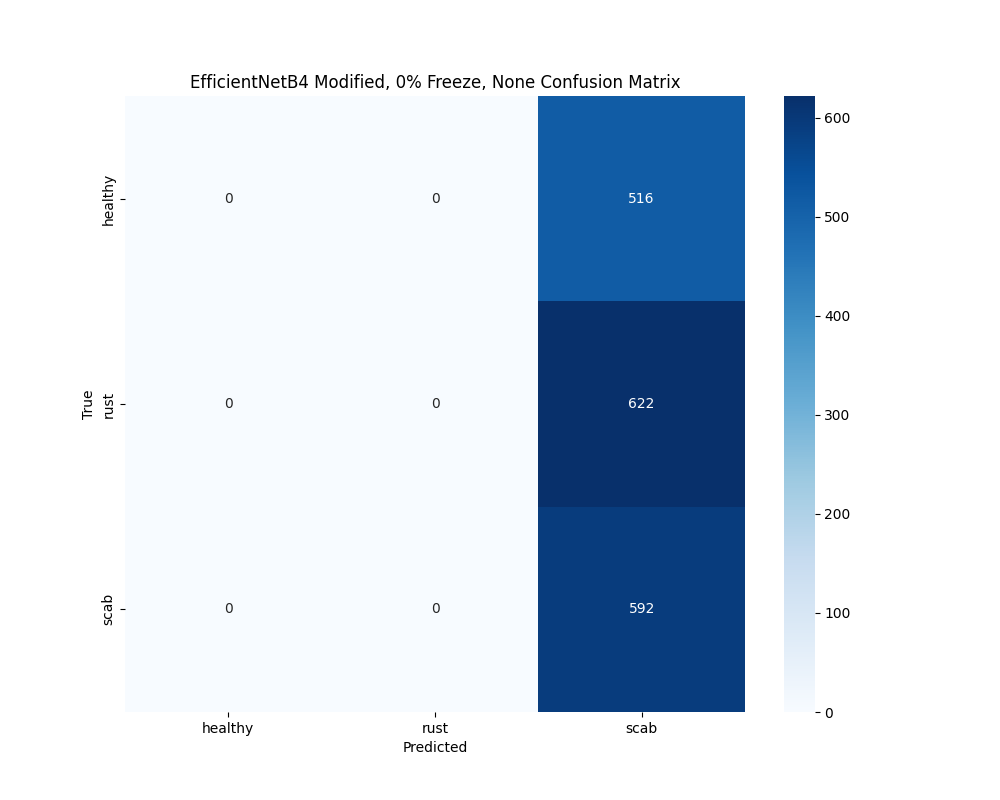 EfficientNetB4 Modified, 0% Freeze, None Confusion Matrix
healthy
0
0
516
True
rust
0
0
622
scab
0
0
592
healthy
rust
scab
Predicted
600
500
400
300
200
100
0